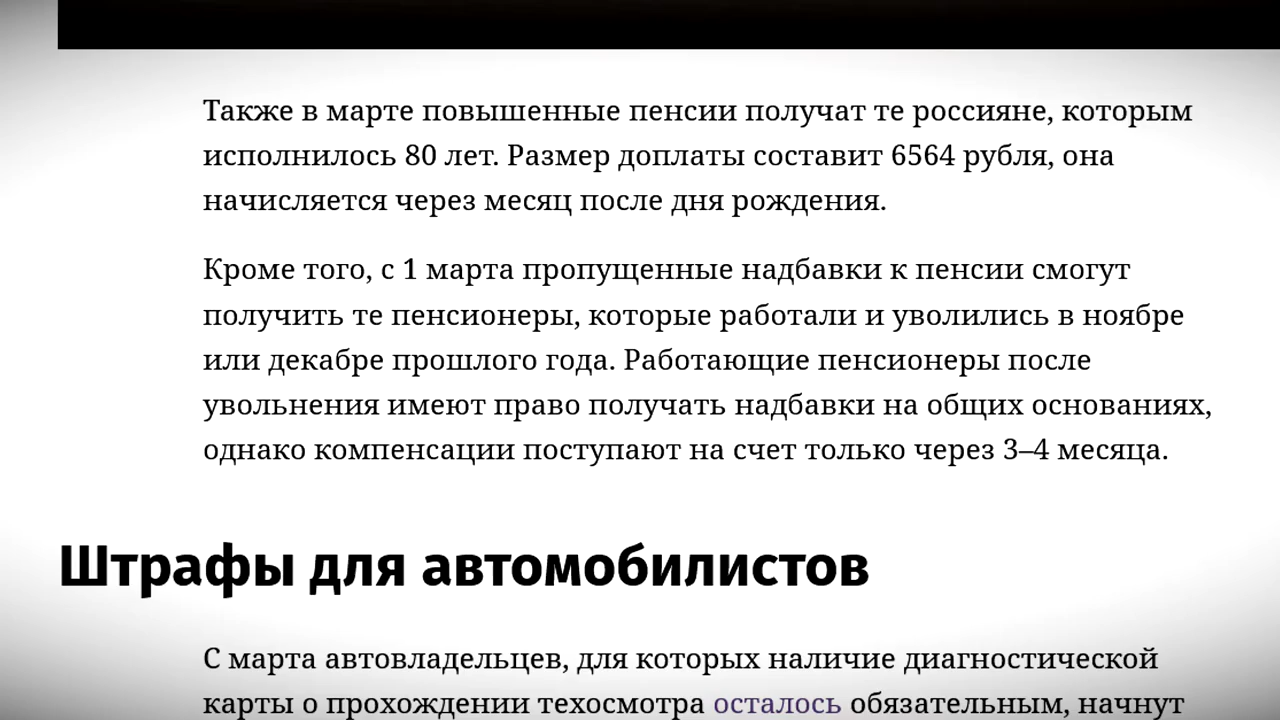 Также в марте повышенные пенсии получат те россияне, которым
исполнилось 80 лет. Размер доплаты составит 6564 рубля, она
начисляется через месяц после дня рождения.
Кроме того, с 1 марта пропущенные надбавки к пенсии смогут
получить те пенсионеры, которые работали и уволились в ноябре
или декабре прошлого года. Работающие пенсионеры после
увольнения имеют право получать надбавки на общих основаниях,
однако компенсации поступают на счет только через 3–4 месяца.
Штрафы для автомобилистов
С марта автовладельцев, для которых наличие диагностической
карты о прохождении техосмотра осталось обязательным, начнут